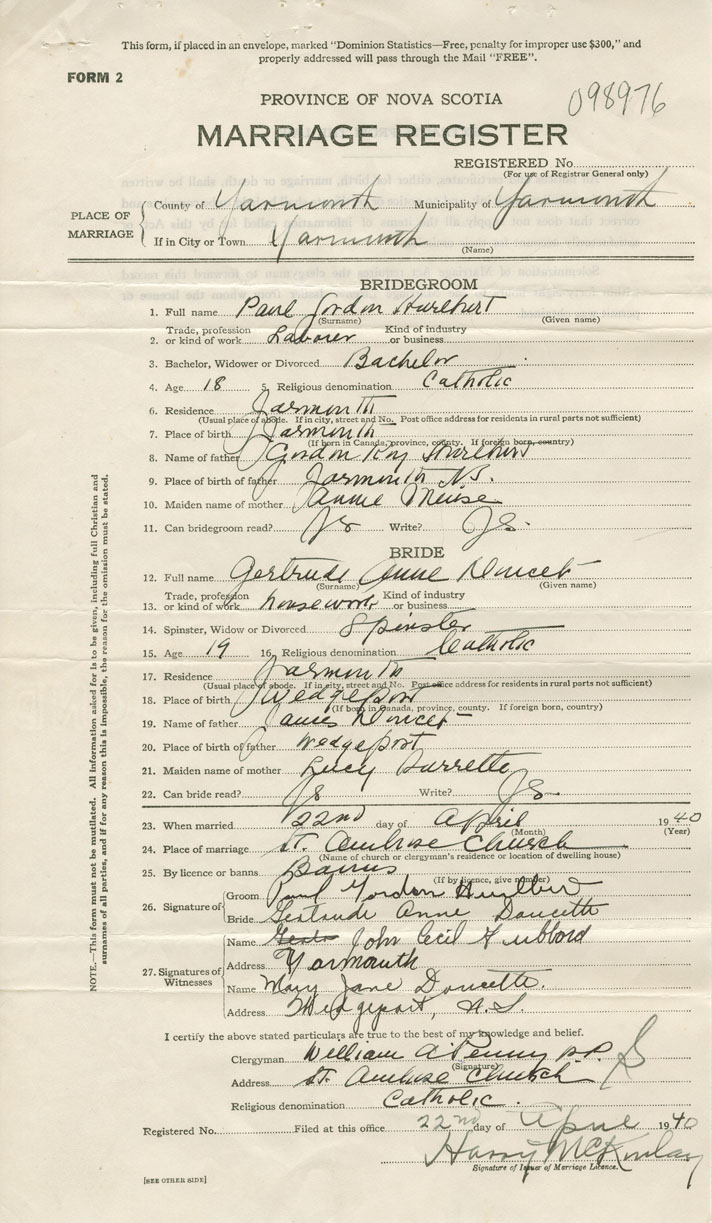 This form, if placed in an envelope, marked "Dominion Statistics—Free, penalty for improper use $300," and
properly addressed will pass through the Mail "FREE".
FORM 2
098976
PROVINCE OF NOVA SCOTIA
MARRIAGE REGISTER
REGISTERED No
(For use of Registrar General only)
PLACE OF MARRIAGE
County of Yarmouth Municipality of Yarmouth
If in City or Town Yarmouth
(Name)
BRIDEGROOM
1. Full name Paul Gordon Hurlburt
(Surname) (Given name)
2. Trade, profession or kind of work Laborer Kind of industry or business
3. Bachelor, Widower or Divorced Bachelor
4. Age 18 5. Religious denomination Catholic
6. Residence Yarmouth
(Usual place of abode. If in city, street and No. Post office address for residents in rural parts not sufficient)
7. Place of birth Yarmouth
(If born in Canada, province, county. If foreign born, country)
8. Name of father Gordon Roy Hurlburt
9. Place of birth of father Yarmouth N.S.
10. Maiden name of mother Annie Meuse
11. Can bridegroom read? Yes Write? Yes.
BRIDE
12. Full name Gertrude Anne Doucet
(Surname) (Given name)
13. Trade, profession or kind of work housework Kind of industry or business
14. Spinster, Widow or Divorced Spinster
15. Age 19 16. Religious denomination Catholic
17. Residence Yarmouth
(Usual place of abode. If in city, street and No. Post office address for residents in rural parts not sufficient)
18. Place of birth Wedgeport
(If born in Canada, province, county. If foreign born, country)
19. Name of father James Doucet
20. Place of birth of father Wedgeport
21. Maiden name of mother Lucy Surrette
22. Can bride read? Yes Write? Yes
23. When married 22nd day of April 1940
(Month) (Year)
24. Place of marriage St. Ambrose Church
(Name of church or clergyman's residence or location of dwelling house)
25. By licence or banns Banns
(If by licence, give number)
26. Signature of
Groom Paul Gordon Hurlburt
Bride Gertrude Anne Doucette
27. Signatures of Witnesses
Name John Cecil Hubbard
Address Yarmouth
Name Mary Jane Doucette.
Address Wedgeport, N.S.
I certify the above stated particulars are true to the best of my knowledge and belief.
Clergyman William A Penny P.P.
(Signature)
Address St. Ambrose Church
Religious denomination Catholic.
Registered No. Filed at this office 22nd day of April 1940
Harry McKinlay
Signature of Issuer of Marriage Licence.
[SEE OTHER SIDE]
NOTE.—This form must not be mutilated. All information asked for is to be given, including full Christian and
surnames of all parties, and if for any reason this is impossible, the reason for the omission must be stated.